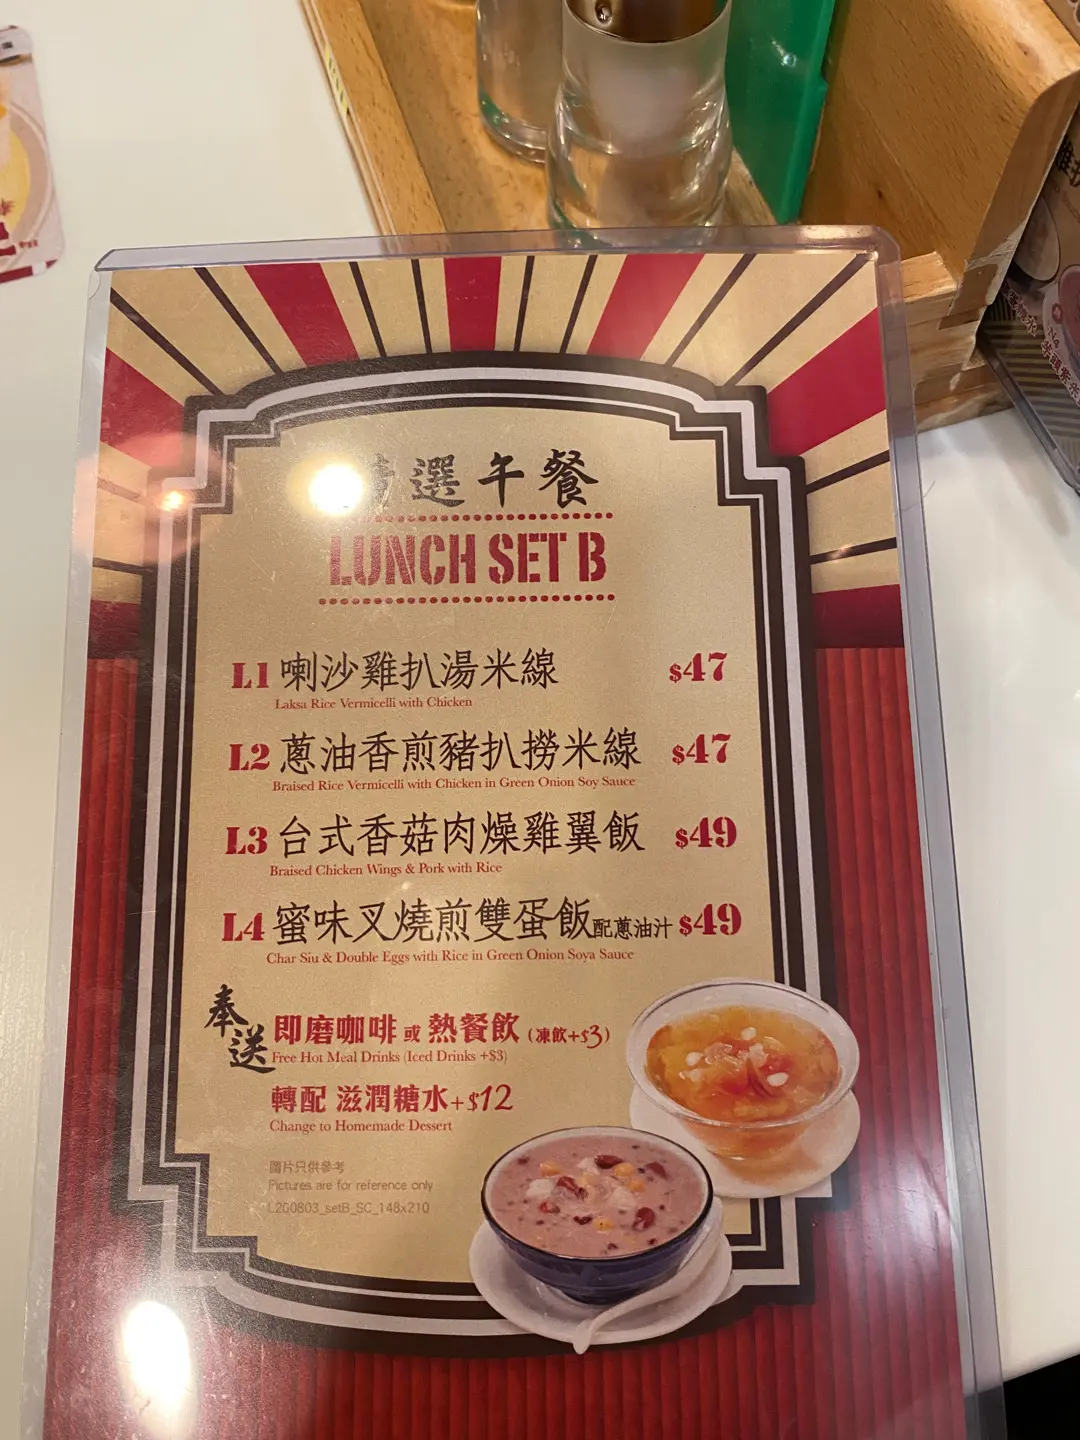 選午餐
LUNCH SET B
L1 喇沙雞扒湯米線 $47
Laksa Rice Vermicelli with Chicken
L2 蔥油香煎豬扒撈米線 $47
Braised Rice Vermicelli with Chicken in Green Onion Soy Sauce
L3 台式香菇肉燥雞翼飯 $49
Braised Chicken Wings & Pork with Rice
L4 蜜味叉燒煎雙蛋飯配蔥油汁 $49
Char Siu & Double Eggs with Rice in Green Onion Soya Sauce
奉送 即磨咖啡 或 熱餐飲 (凍飲+$3)
Free Hot Meal Drinks (Iced Drinks +$3)
轉配 滋潤糖水+$12
Change to Homemade Dessert
圖片只供參考
Pictures are for reference only
L200803_setB_SC_148x210